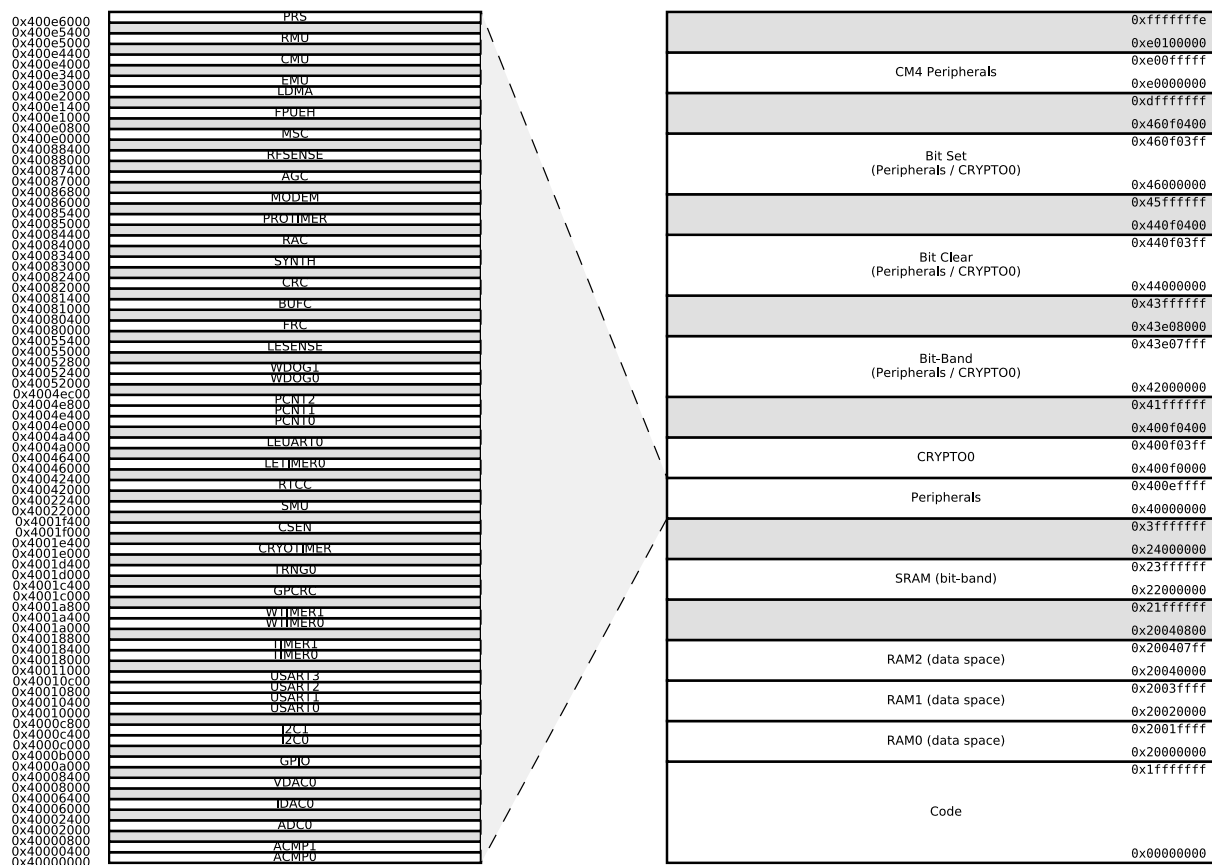 0x400e6000
0x400e5400
0x400e5000
0x400e4400
0x400e4000
0x400e3400
0x400e3000
0x400e2000
0x400e1400
0x400e1000
0x400e0800
0x400e0000
0x40088400
0x40088000
0x40087400
0x40087000
0x40086800
0x40086000
0x40085400
0x40085000
0x40084400
0x40084000
0x40083400
0x40083000
0x40082400
0x40082000
0x40081400
0x40081000
0x40080400
0x40080000
0x40055400
0x40055000
0x40052800
0x40052400
0x40052000
0x4004ec00
0x4004e800
0x4004e400
0x4004e000
0x4004a400
0x4004a000
0x40046400
0x40046000
0x40042400
0x40042000
0x40022400
0x40022000
0x4001f400
0x4001f000
0x4001e400
0x4001e000
0x4001d400
0x4001d000
0x4001c400
0x4001c000
0x4001a800
0x4001a400
0x4001a000
0x40018800
0x40018400
0x40018000
0x40011000
0x40010c00
0x40010800
0x40010400
0x40010000
0x4000c800
0x4000c400
0x4000c000
0x4000b000
0x4000a000
0x40008400
0x40008000
0x40006400
0x40006000
0x40002400
0x40002000
0x40000800
0x40000400
0x40000000
PRS
RMU
CMU
EMU
LDMA
FPUEH
MSC
RFSENSE
AGC
MODEM
PROTIMER
RAC
SYNTH
CRC
BUFC
FRC
LESENSE
WDOG1
WDOG0
PCNT2
PCNT1
PCNT0
LEUART0
LETIMER0
RTCC
SMU
CSEN
CRYOTIMER
TRNG0
GPCRC
WTIMER1
WTIMER0
TIMER1
TIMER0
USART3
USART2
USART1
USART0
I2C1
I2C0
GPIO
VDAC0
IDAC0
ADC0
ACMP1
ACMP0
0xfffffffe
0xe0100000
0xe00fffff
CM4 Peripherals
0xe0000000
0xdfffffff
0x460f0400
0x460f03ff
Bit Set
(Peripherals / CRYPTO0)
0x46000000
0x45ffffff
0x440f0400
0x440f03ff
Bit Clear
(Peripherals / CRYPTO0)
0x44000000
0x43ffffff
0x43e08000
0x43e07fff
Bit-Band
(Peripherals / CRYPTO0)
0x42000000
0x41ffffff
0x400f0400
0x400f03ff
CRYPTO0
0x400f0000
0x400effff
Peripherals
0x40000000
0x3fffffff
0x24000000
0x23ffffff
SRAM (bit-band)
0x22000000
0x21ffffff
0x20040800
0x200407ff
RAM2 (data space)
0x20040000
0x2003ffff
RAM1 (data space)
0x20020000
0x2001ffff
RAM0 (data space)
0x20000000
0x1fffffff
Code
0x00000000